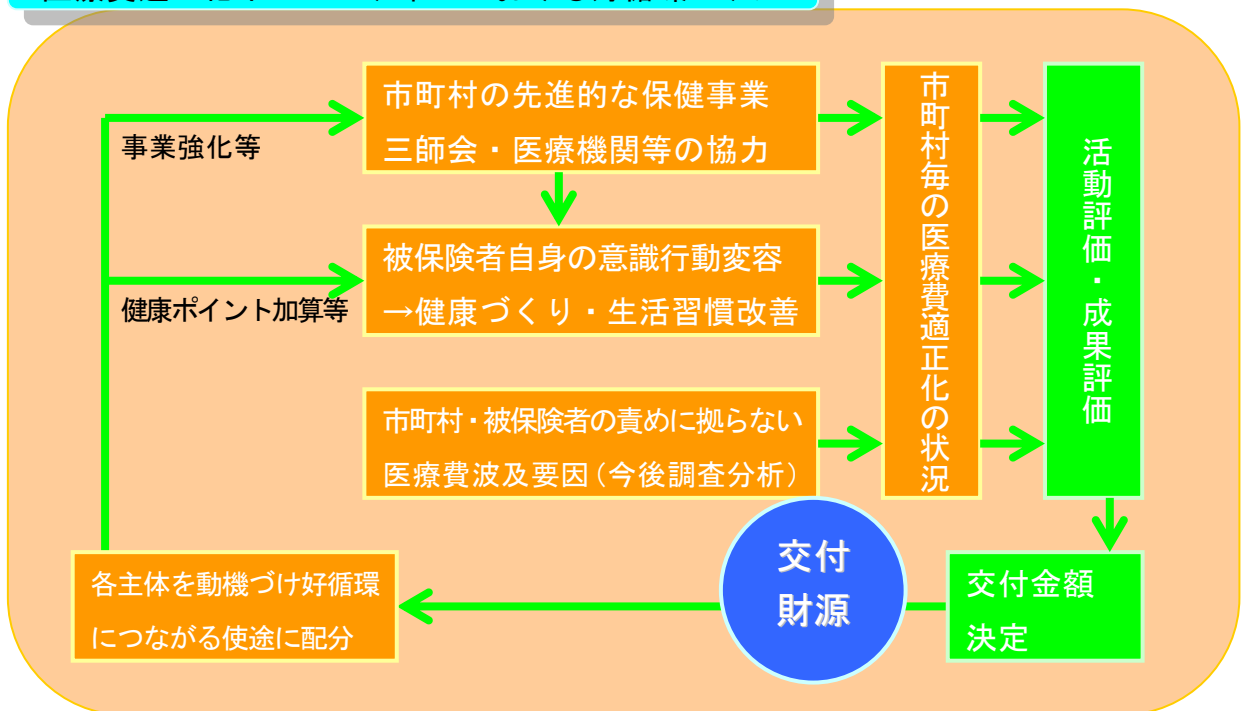 事業強化等
市町村の先進的な保健事業
三師会・医療機関等の協力
健康ポイント加算等
被保険者自身の意識行動変容
→健康づくり・生活習慣改善
市町村・被保険者の責めに拠らない
医療費波及要因(今後調査分析)
市町村毎の医療費適正化の状況
活動評価・成果評価
交付金額
決定
交付
財源
各主体を動機づけ好循環
につながる使途に配分